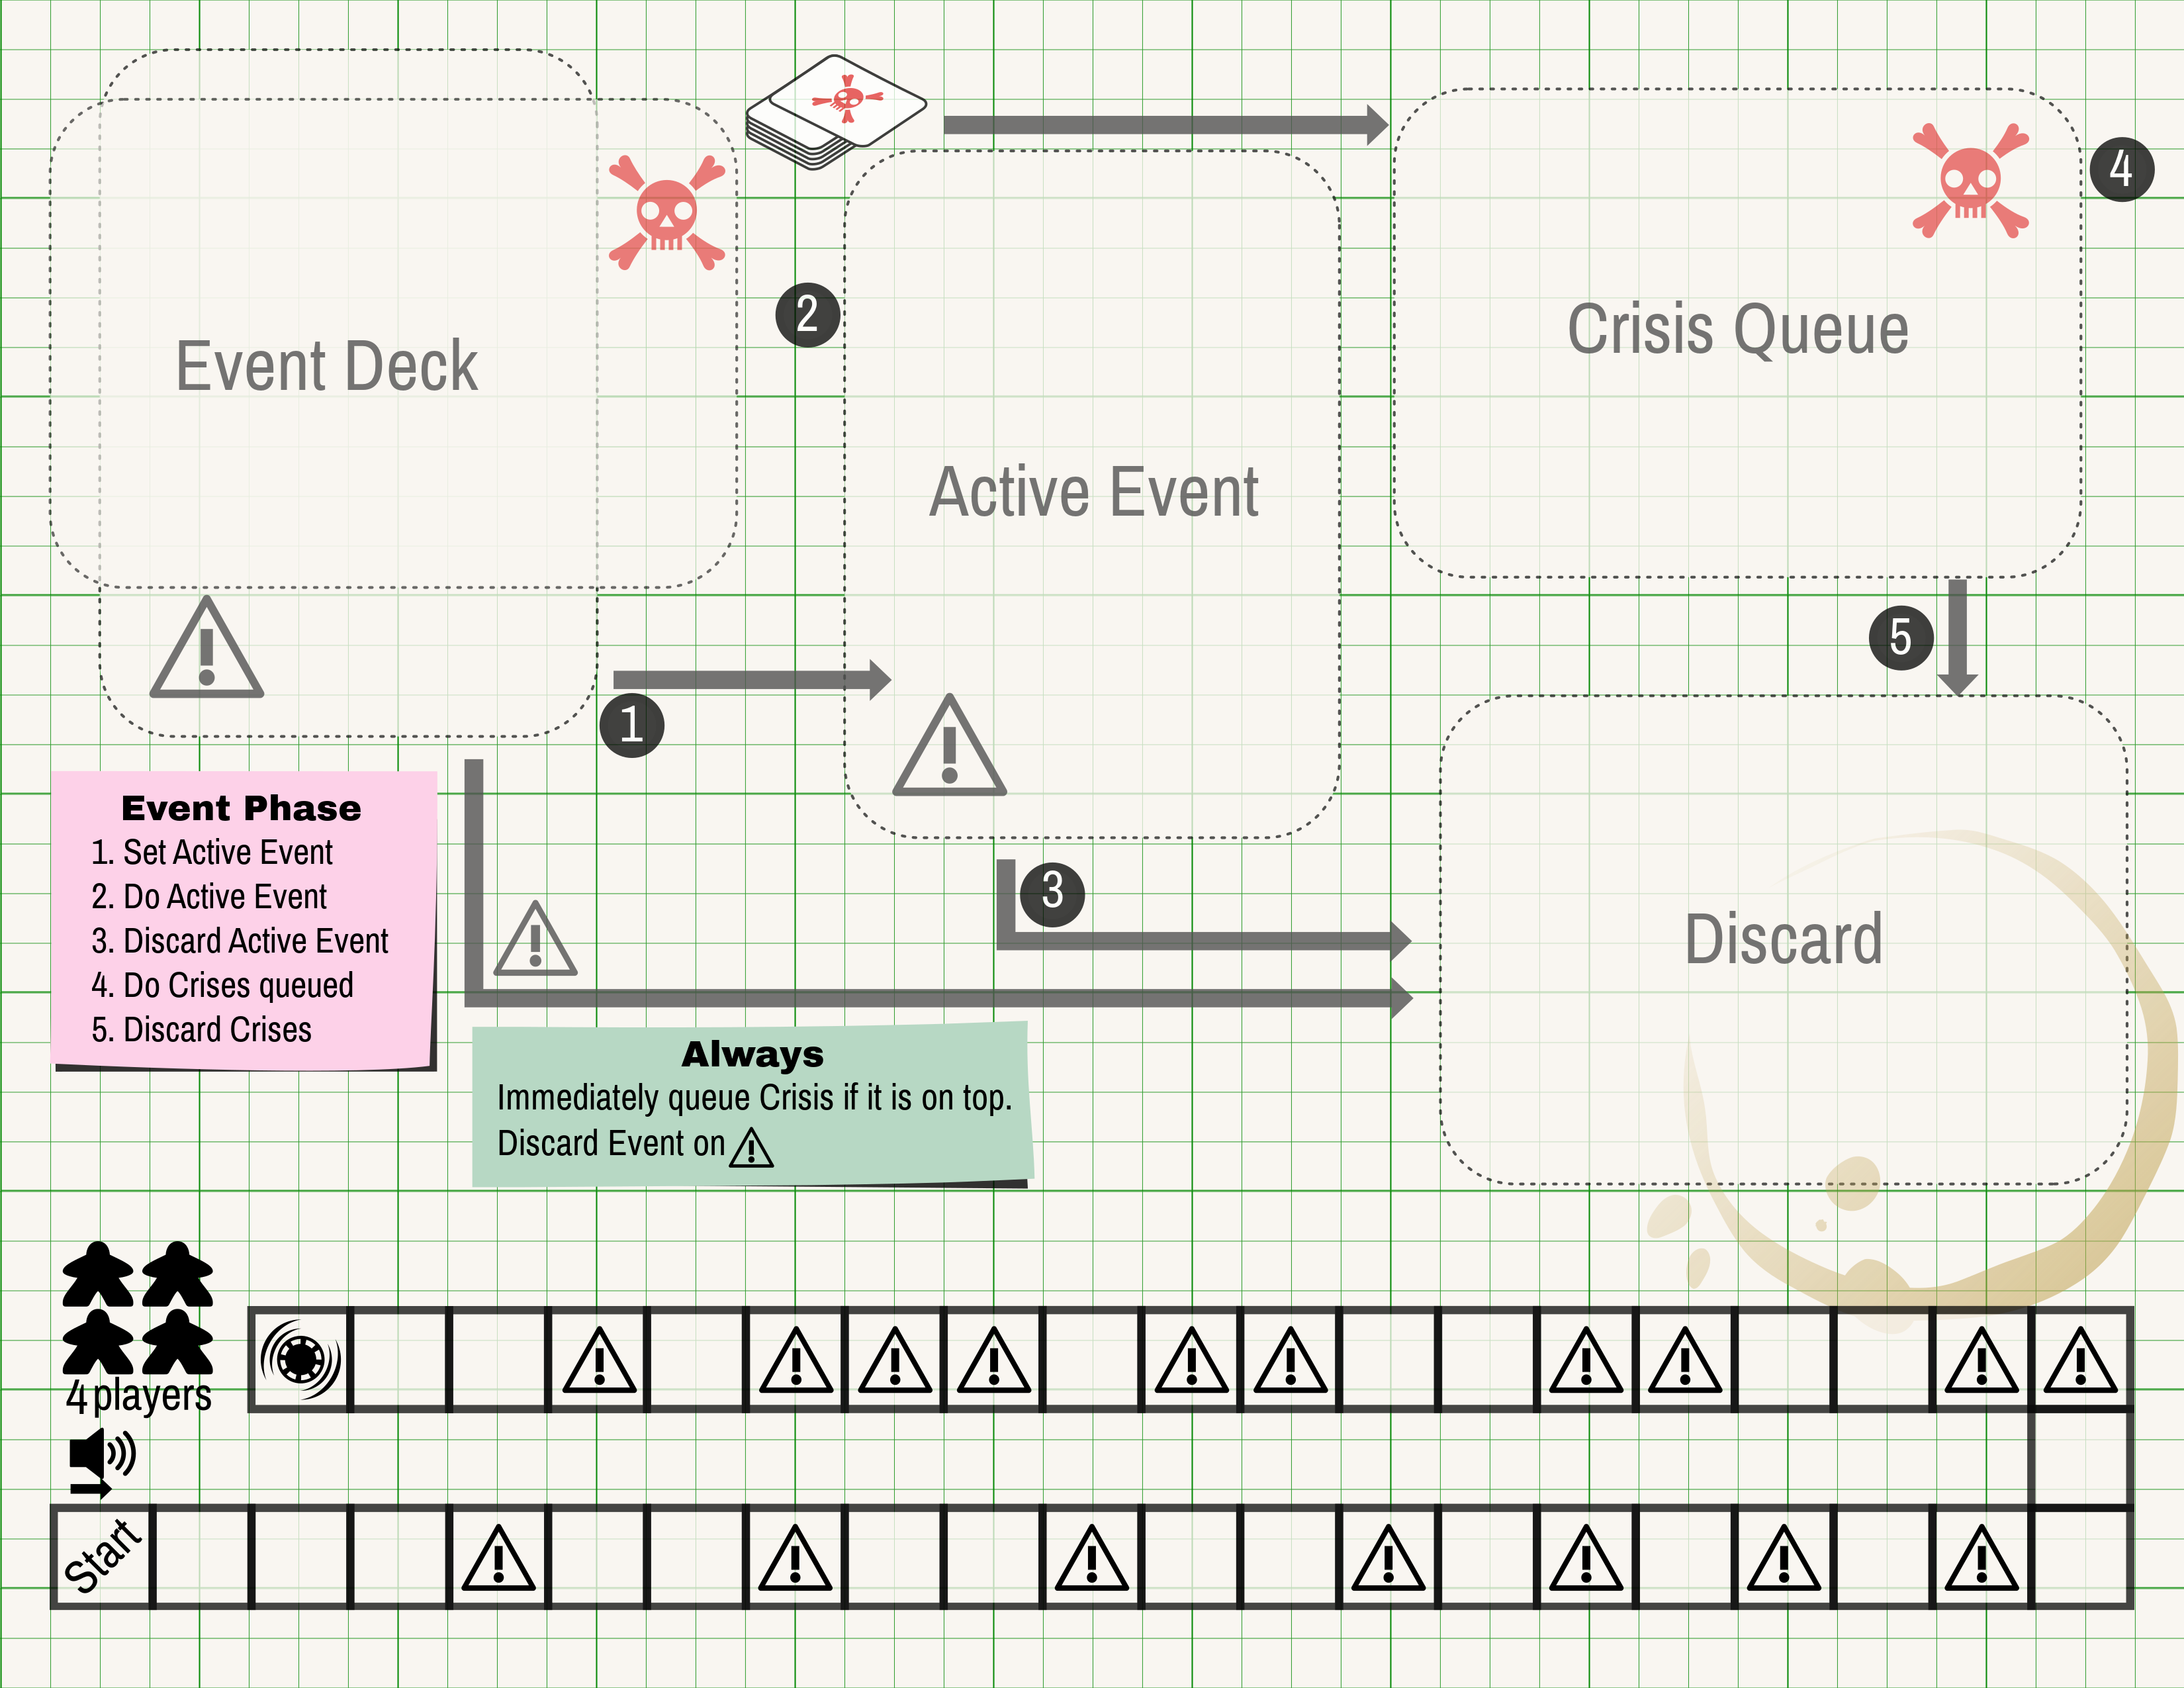 Event Deck
2
Active Event
Crisis Queue
4
1
5
Event Phase
1. Set Active Event
2. Do Active Event
3. Discard Active Event
4. Do Crises queued
5. Discard Crises
3
Discard
Always
Immediately queue Crisis if it is on top.
Discard Event on
4 players
Start